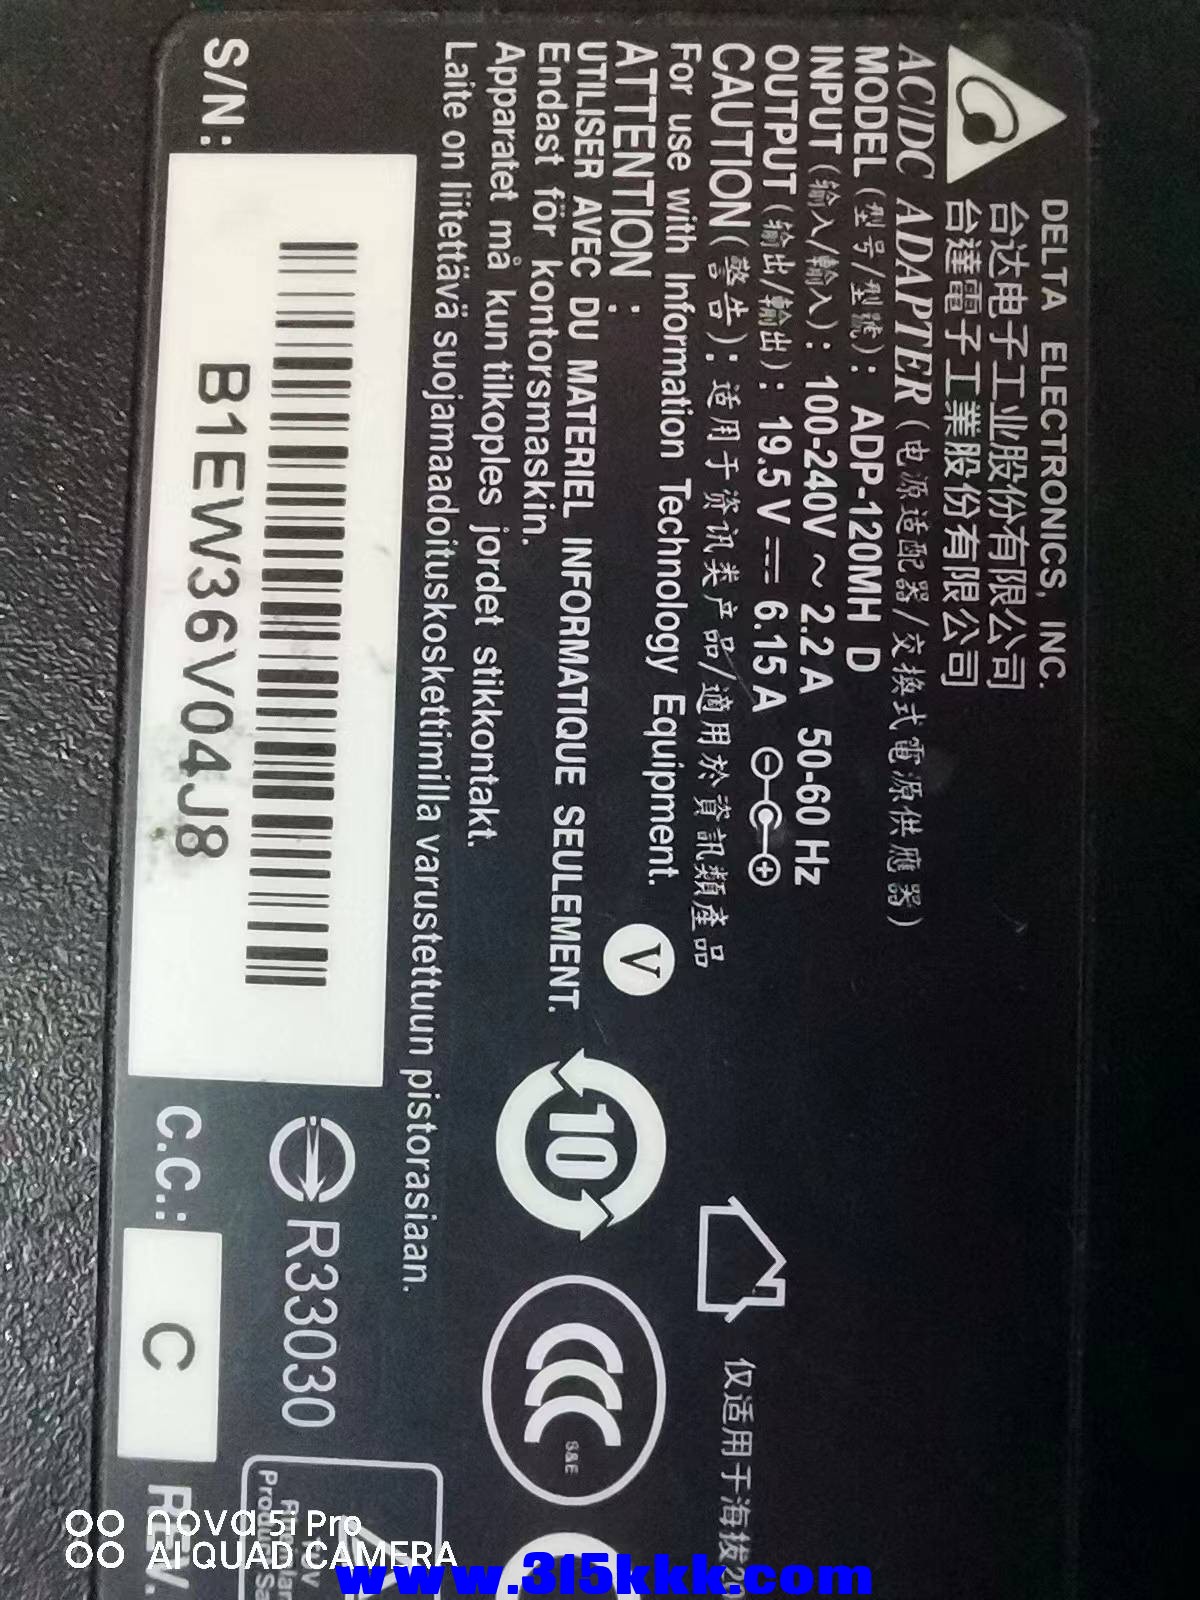 DELTA ELECTRONICS, INC.
台达电子工业股份有限公司
台達電子工業股份有限公司
AC/DC ADAPTER (电源适配器/交換式電源供應器)
MODEL (型号/型號): ADP-120MH D
INPUT (输入/輸入): 100-240V ~ 2.2 A 50-60 Hz
OUTPUT (输出/輸出): 19.5 V ⎓ 6.15 A
CAUTION (警告): 适用于资讯类产品/適用於資訊類產品
For use with Information Technology Equipment.
ATTENTION :
UTILISER AVEC DU MATERIEL INFORMATIQUE SEULEMENT.
Endast för kontorsmaskin.
Apparatet må kun tilkoples jordet stikkontakt.
Laite on liitettävä suojamaadoituskoskettimilla varustettuun pistorasiaan.
V
10
仅适用于海拔20
CCC
S&E
R33030
S/N:
B1EW36V04J8
C.C.:
C
REV.
nova 5i Pro
AI QUAD CAMERA
www.315kkk.com